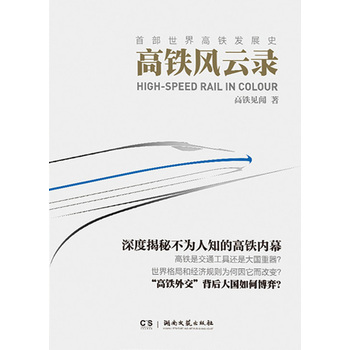 首部世界高铁发展史
高铁风云录
HIGH-SPEED RAIL IN COLOUR
高铁见闻 著
深度揭秘不为人知的高铁内幕
高铁是交通工具还是大国重器?
世界格局和经济规则为何因它而改变?
“高铁外交”背后大国如何博弈?
CS 湖南文艺出版社